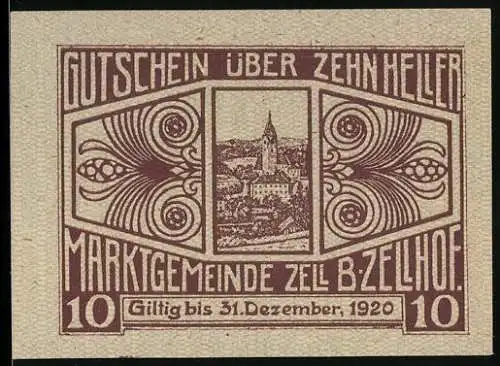 GUTSCHEIN ÜBER ZEHN HELLER
MARKTGEMEINDE ZELL B. ZELLHOF.
10 Giltig bis 31. Dezember, 1920 10